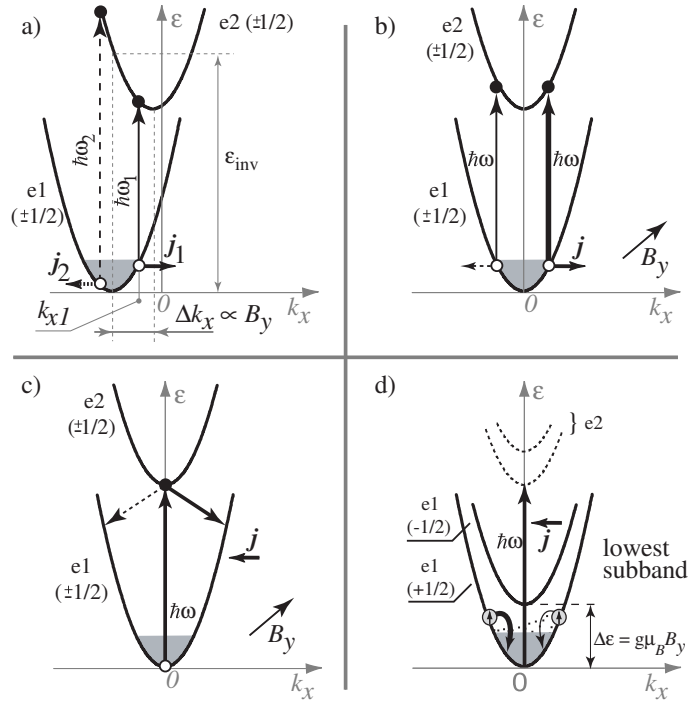 a)
ε
e2 (±1/2)
ħω₂
ħω₁
ε_inv
e1
(±1/2)
j₂
j₁
k_x1
0
k_x
Δk_x ∝ B_y
b)
ε
e2
(±1/2)
ħω
ħω
e1
(±1/2)
j
B_y
0
k_x
c)
ε
e2
(±1/2)
e1
(±1/2)
j
ħω
B_y
0
k_x
d)
ε
} e2
e1
(-1/2)
ħω
j
e1
(+1/2)
lowest
subband
Δε = gμ_B B_y
0
k_x